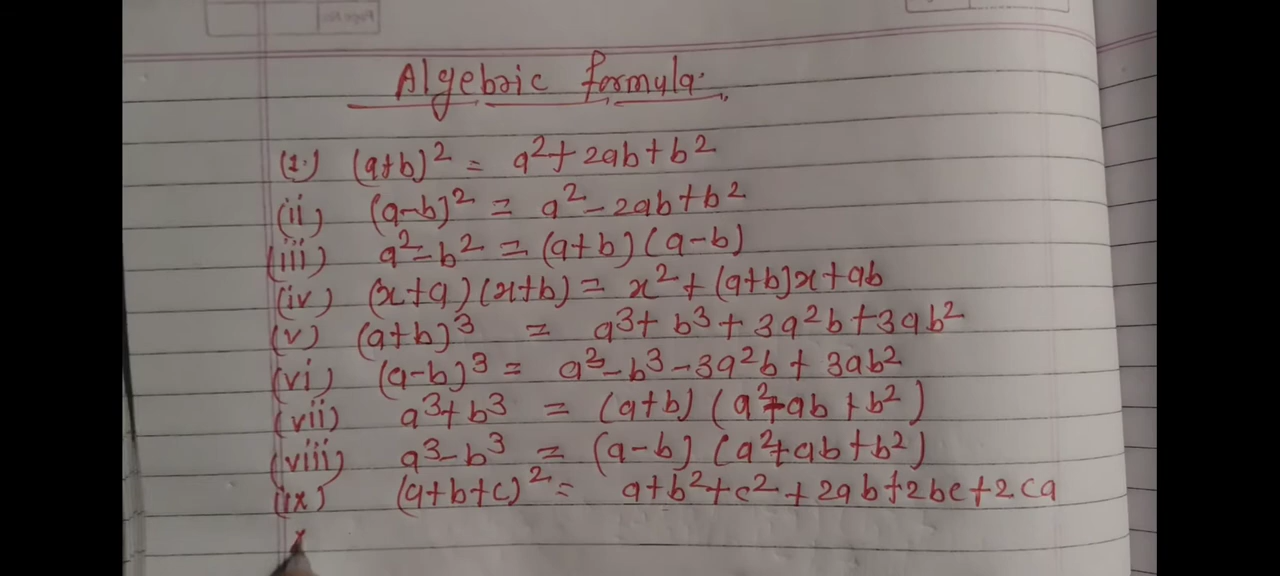 Algebric formula.
(1.) (a+b)² = a²+2ab+b²
(ii) (a-b)² = a²-2ab+b²
(iii) a²-b² = (a+b)(a-b)
(iv) (x+a)(x+b) = x²+(a+b)x+ab
(v) (a+b)³ = a³+b³+3a²b+3ab²
(vi) (a-b)³ = a³-b³-3a²b+3ab²
(vii) a³+b³ = (a+b)(a²-ab+b²)
(viii) a³-b³ = (a-b)(a²+ab+b²)
(ix) (a+b+c)² = a+b²+c²+2ab+2bc+2ca